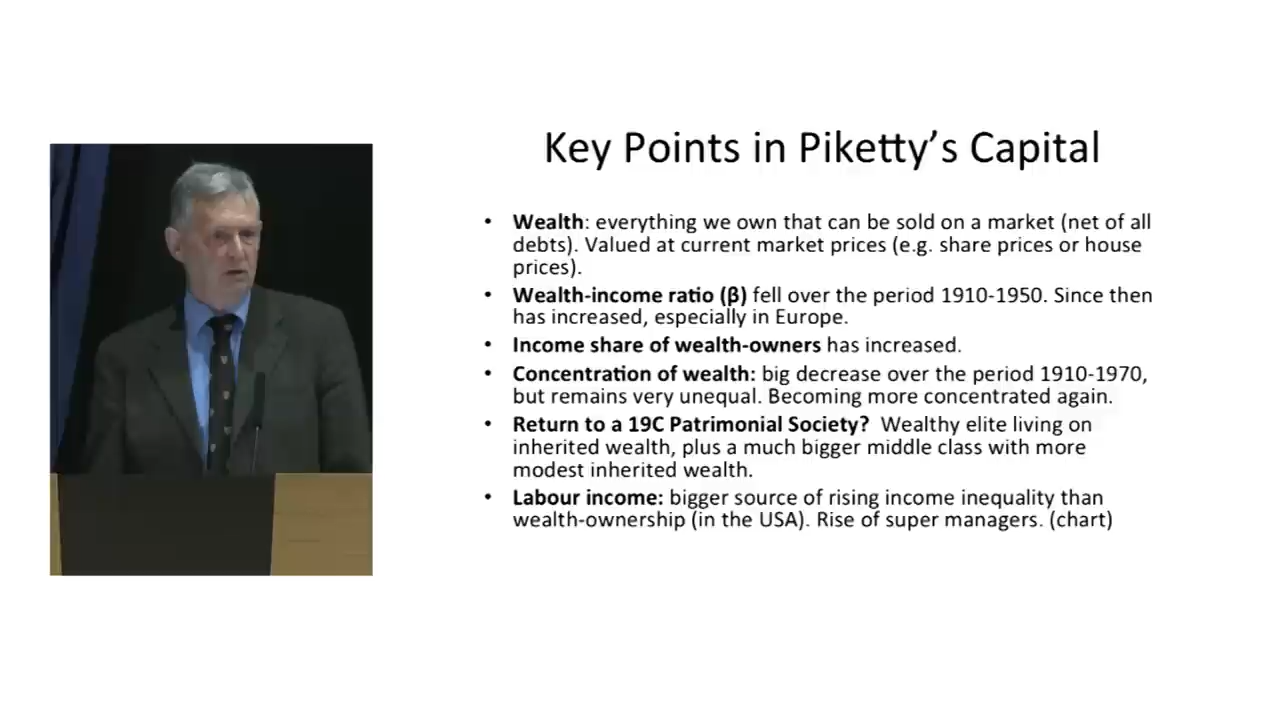 Key Points in Piketty’s Capital
• Wealth: everything we own that can be sold on a market (net of all
debts). Valued at current market prices (e.g. share prices or house
prices).
• Wealth-income ratio (β) fell over the period 1910-1950. Since then
has increased, especially in Europe.
• Income share of wealth-owners has increased.
• Concentration of wealth: big decrease over the period 1910-1970,
but remains very unequal. Becoming more concentrated again.
• Return to a 19C Patrimonial Society? Wealthy elite living on
inherited wealth, plus a much bigger middle class with more
modest inherited wealth.
• Labour income: bigger source of rising income inequality than
wealth-ownership (in the USA). Rise of super managers. (chart)